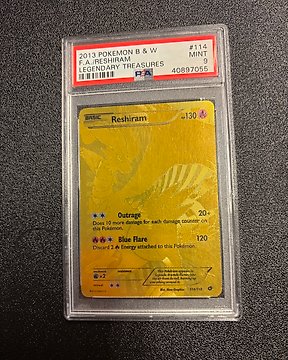 2013 POKEMON B & W #114
F.A./RESHIRAM MINT
LEGENDARY TREASURES 9
PSA 40897055
BASIC Reshiram HP130
Outrage 20+
Does 10 more damage for each damage counter on
this Pokémon.
Blue Flare 120
Discard 2 Energy attached to this Pokémon.
×2